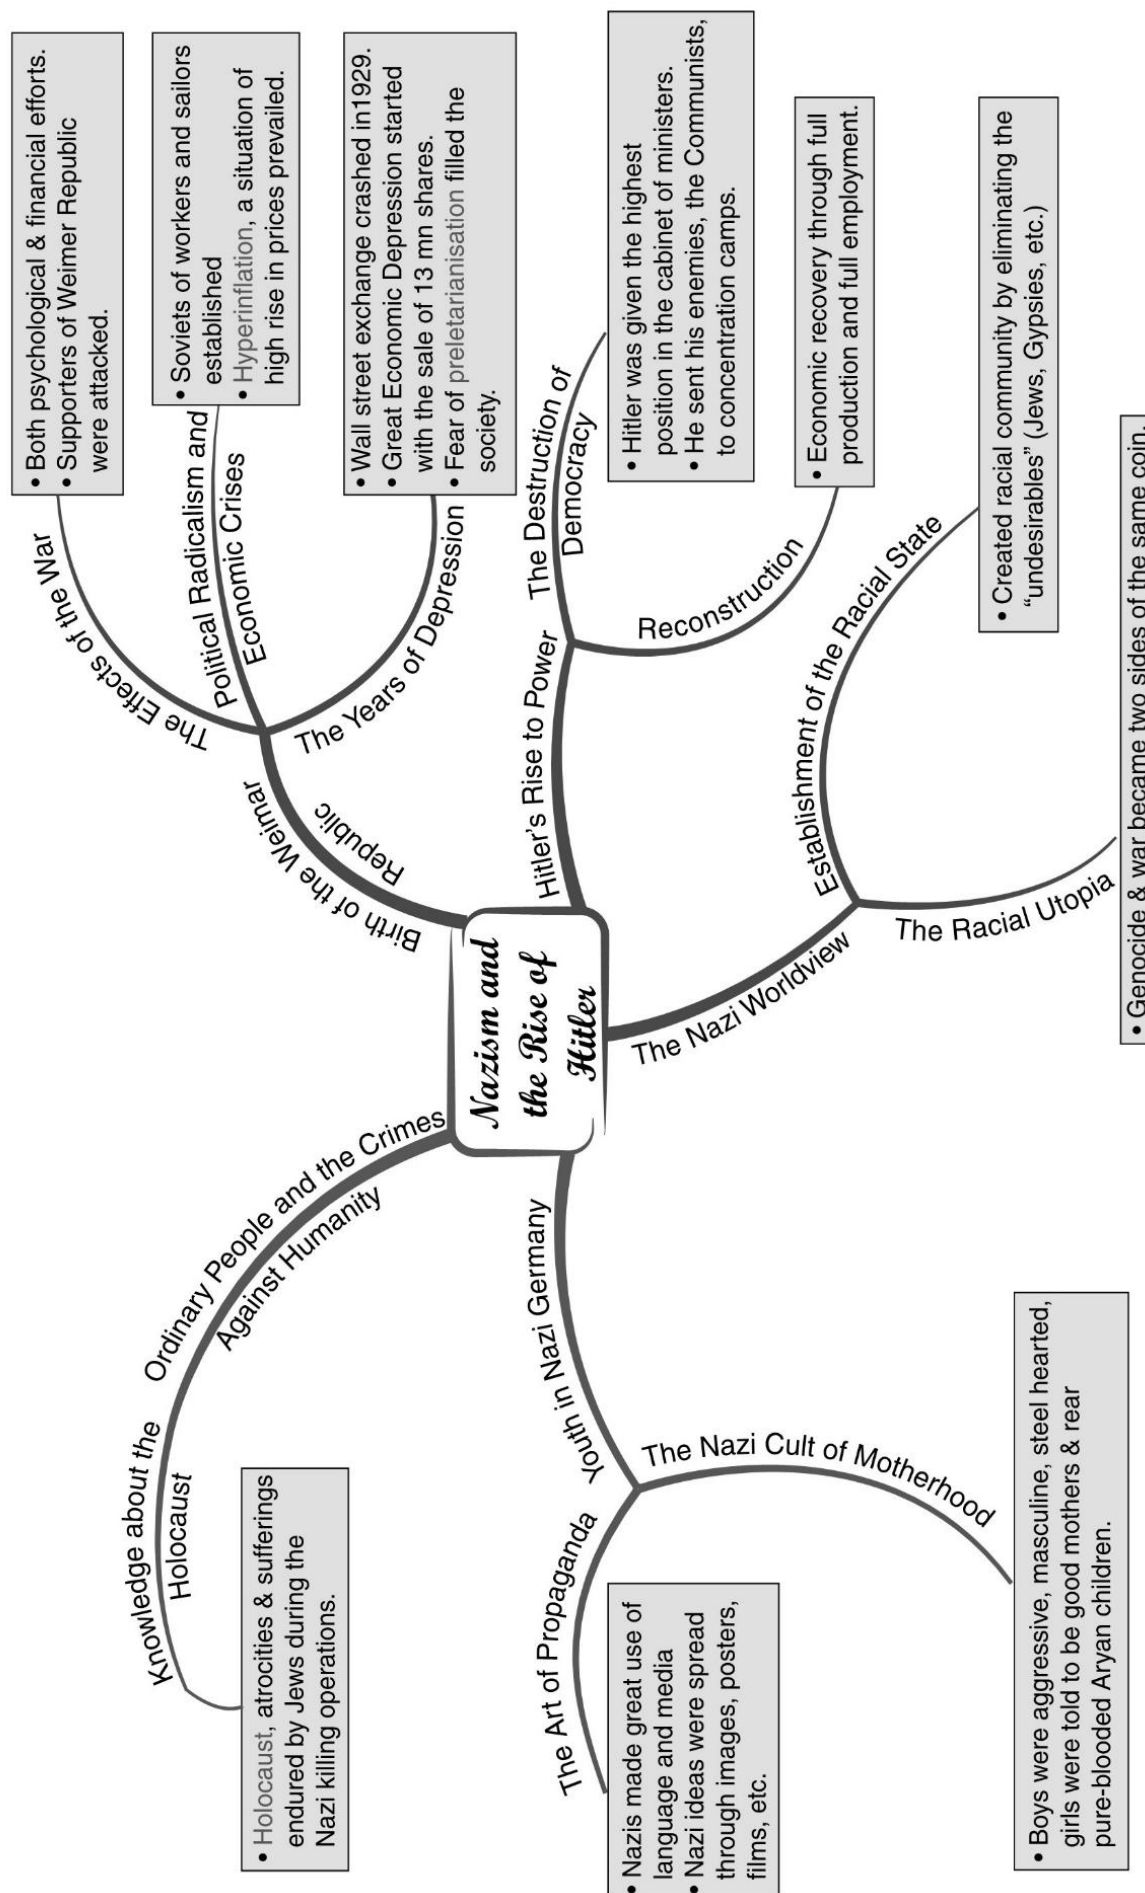 Nazism and
the Rise of
Hitler
Birth of the Weimar
Republic
The Effects of the War
• Both psychological & financial efforts.
• Supporters of Weimer Republic
were attacked.
Political Radicalism and
Economic Crises
• Soviets of workers and sailors
established
• Hyperinflation, a situation of
high rise in prices prevailed.
The Years of Depression
• Wall street exchange crashed in1929.
• Great Economic Depression started
with the sale of 13 mn shares.
• Fear of preletarianisation filled the
society.
Hitler's Rise to Power
The Destruction of
Democracy
• Hitler was given the highest
position in the cabinet of ministers.
• He sent his enemies, the Communists,
to concentration camps.
Reconstruction
• Economic recovery through full
production and full employment.
The Nazi Worldview
Establishment of the Racial State
• Created racial community by eliminating the
“undesirables” (Jews, Gypsies, etc.)
The Racial Utopia
• Genocide & war became two sides of the same coin.
Youth in Nazi Germany
The Nazi Cult of Motherhood
• Boys were aggressive, masculine, steel hearted,
girls were told to be good mothers & rear
pure-blooded Aryan children.
The Art of Propaganda
• Nazis made great use of
language and media
• Nazi ideas were spread
through images, posters,
films, etc.
Ordinary People and the Crimes
Against Humanity
Knowledge about the
Holocaust
• Holocaust, atrocities & sufferings
endured by Jews during the
Nazi killing operations.